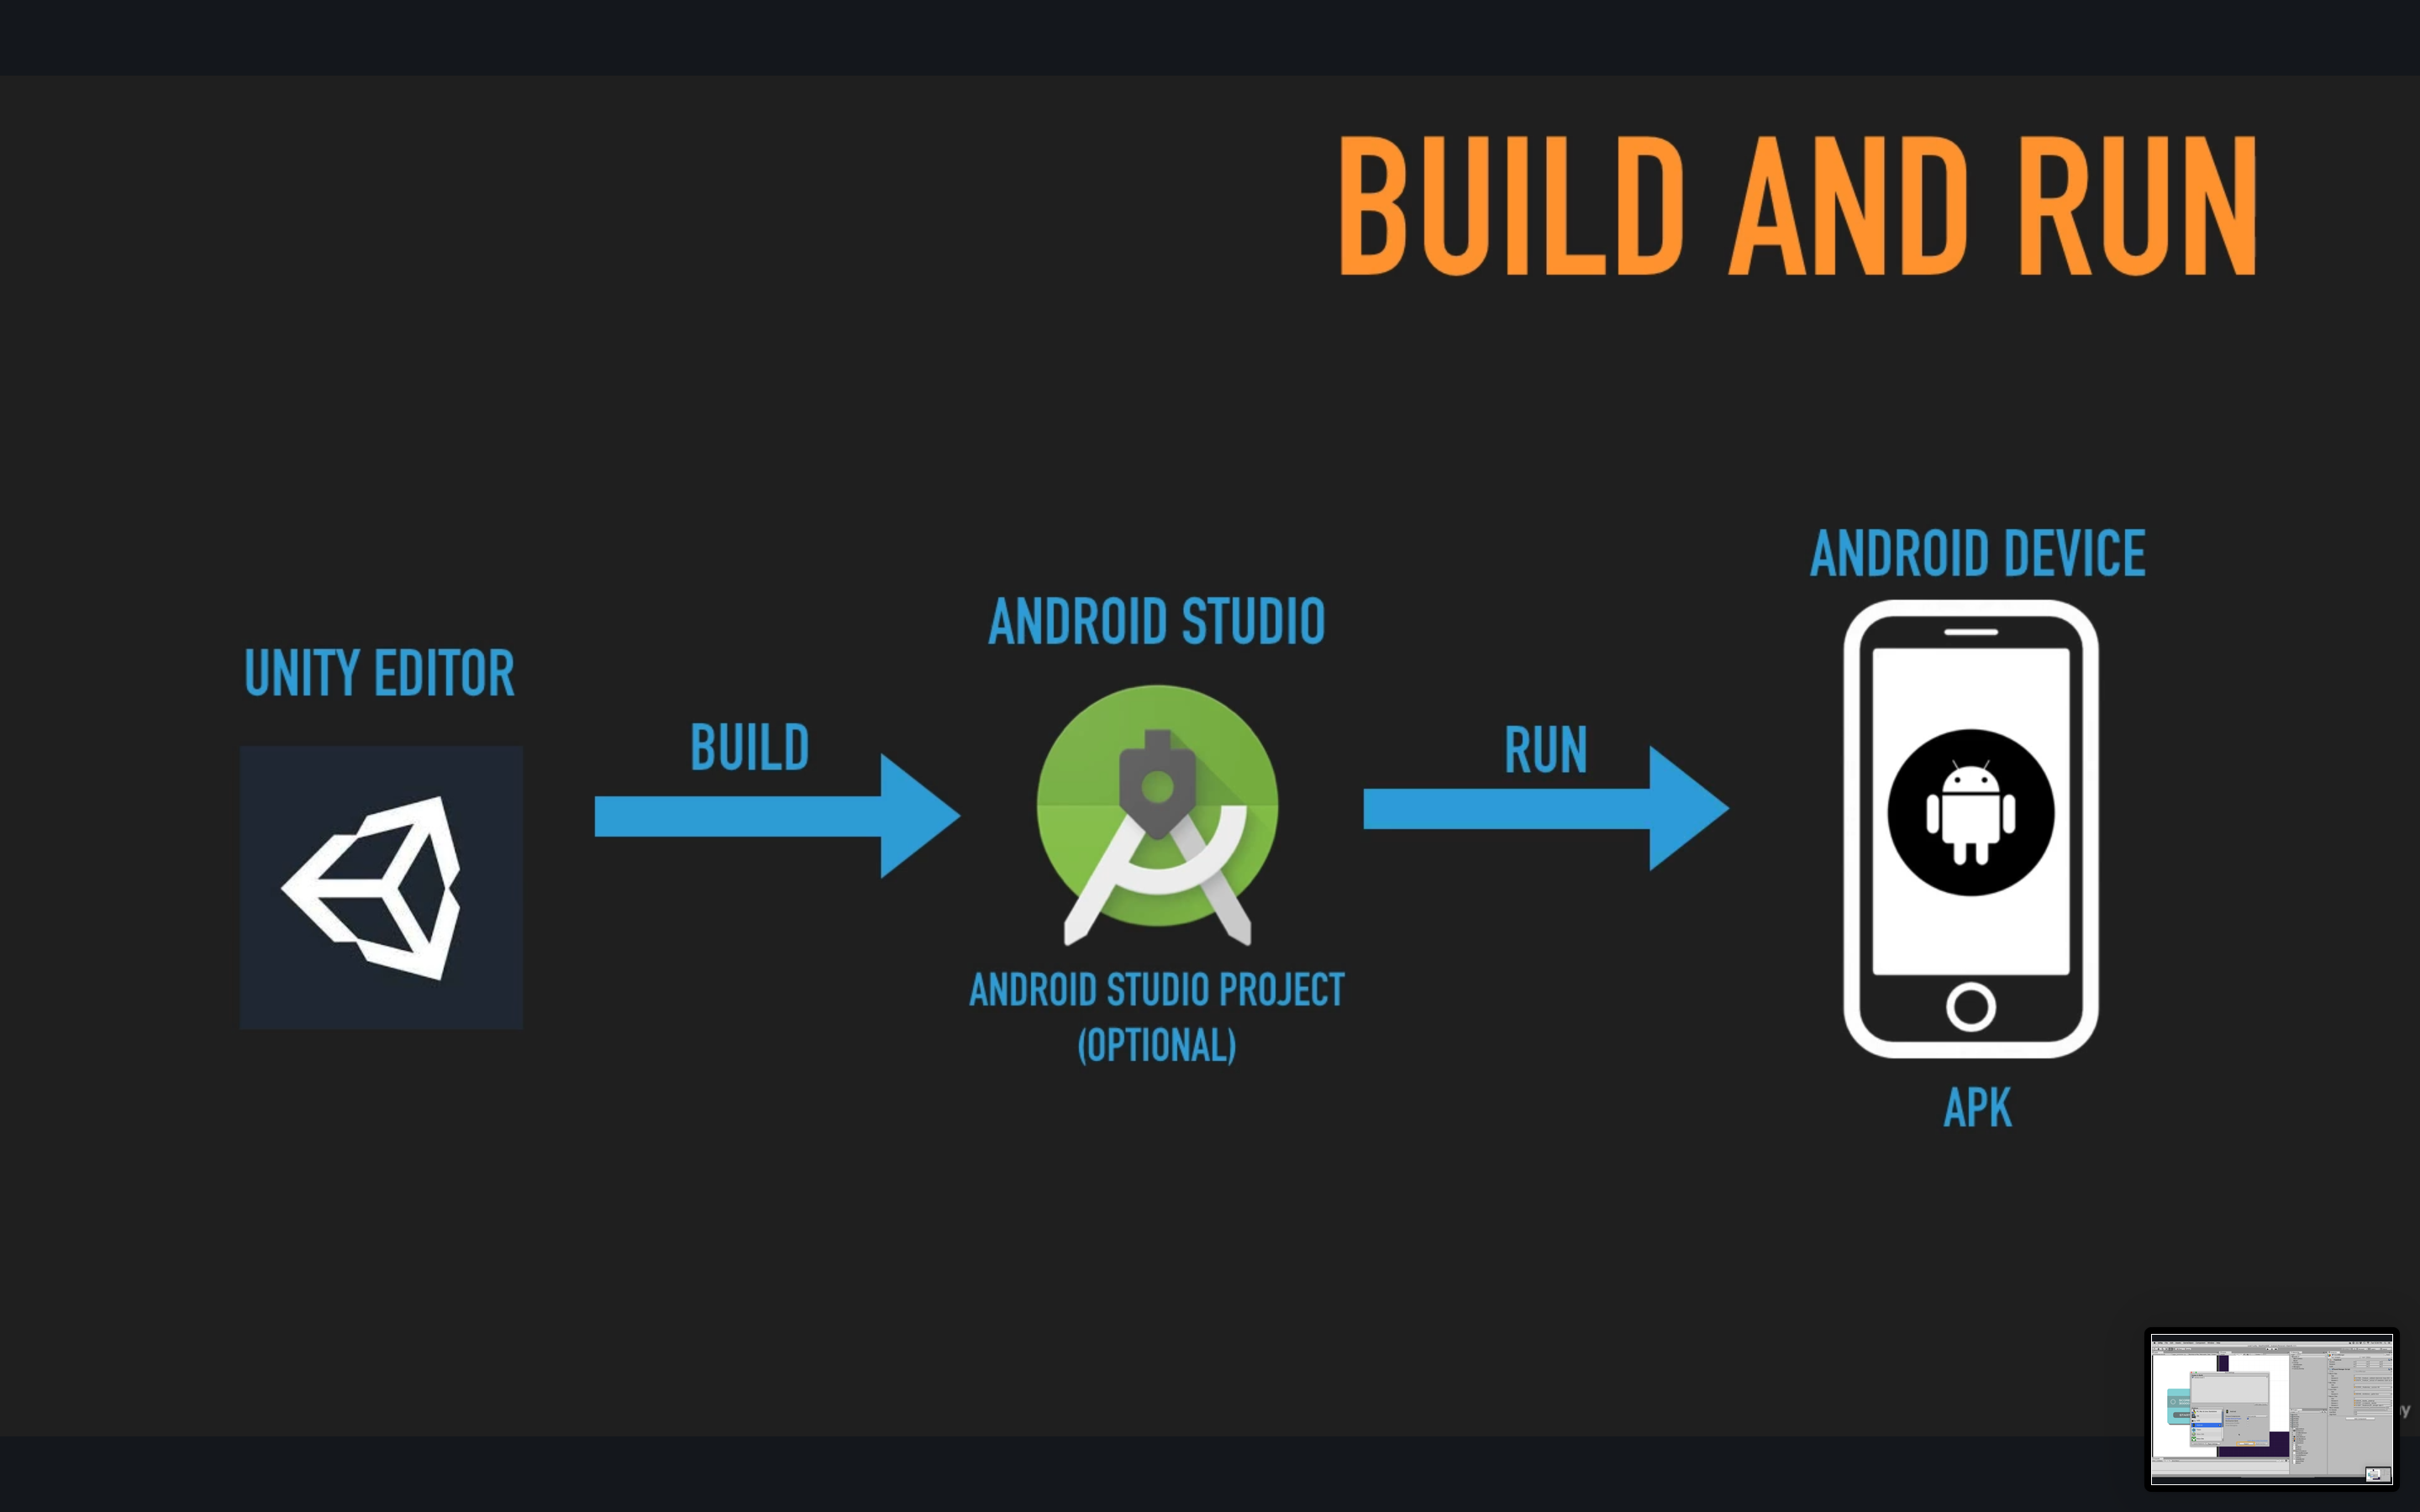 BUILD AND RUN
UNITY EDITOR
BUILD
ANDROID STUDIO
ANDROID STUDIO PROJECT
(OPTIONAL)
RUN
ANDROID DEVICE
APK